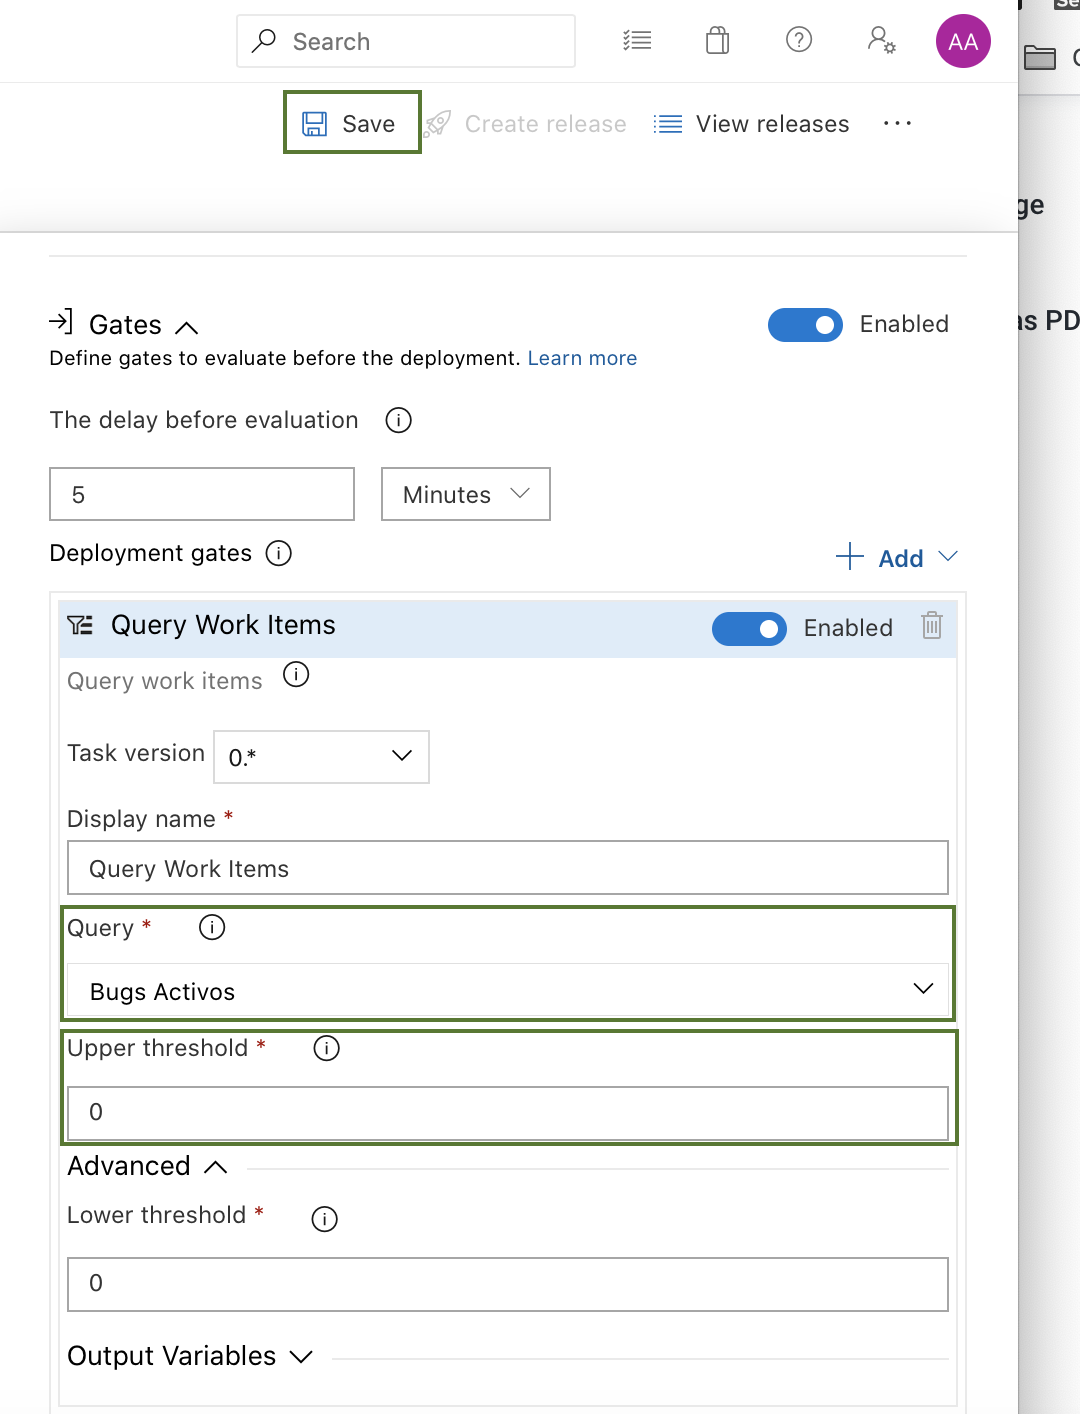 Search
AA
Save
Create release
View releases
ge
as PD
Gates
Enabled
Define gates to evaluate before the deployment. Learn more
The delay before evaluation
5
Minutes
Deployment gates
Add
Query Work Items
Enabled
Query work items
Task version
0.*
Display name *
Query Work Items
Query *
Bugs Activos
Upper threshold *
0
Advanced
Lower threshold *
0
Output Variables